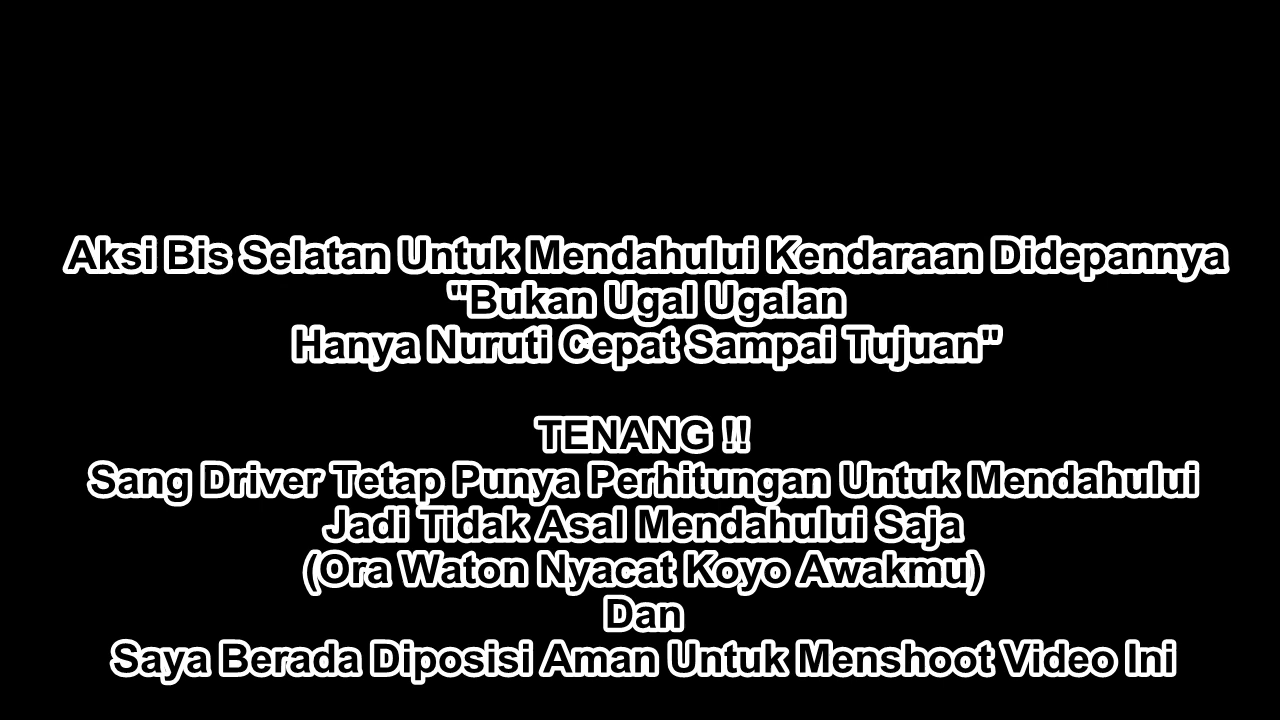 Aksi Bis Selatan Untuk Mendahului Kendaraan Didepannya
"Bukan Ugal Ugalan
Hanya Nuruti Cepat Sampai Tujuan"
TENANG !!
Sang Driver Tetap Punya Perhitungan Untuk Mendahului
Jadi Tidak Asal Mendahului Saja
(Ora Waton Nyacat Koyo Awakmu)
Dan
Saya Berada Diposisi Aman Untuk Menshoot Video Ini